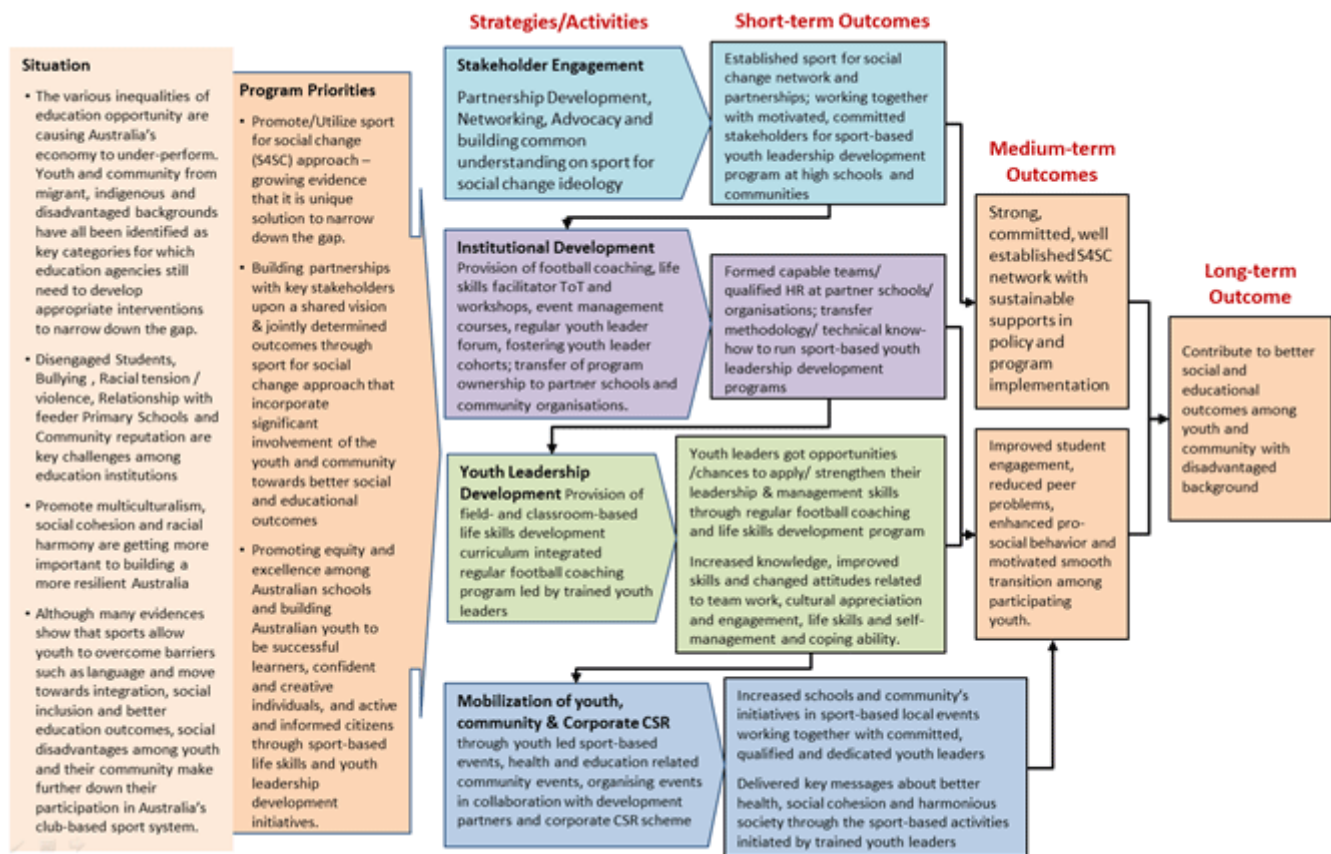 Strategies/Activities
Short-term Outcomes
Medium-term
Outcomes
Long-term
Outcome
Situation
• The various inequalities of
education opportunity are
causing Australia's
economy to under-perform.
Youth and community from
migrant, indigenous and
disadvantaged backgrounds
have all been identified as
key categories for which
education agencies still
need to develop
appropriate interventions
to narrow down the gap.
• Disengaged Students,
Bullying , Racial tension /
violence, Relationship with
feeder Primary Schools and
Community reputation are
key challenges among
education institutions
• Promote multiculturalism,
social cohesion and racial
harmony are getting more
important to building a
more resilient Australia
• Although many evidences
show that sports allow
youth to overcome barriers
such as language and move
towards integration, social
inclusion and better
education outcomes, social
disadvantages among youth
and their community make
further down their
participation in Australia's
club-based sport system.
Program Priorities
• Promote/Utilize sport
for social change
(S4SC) approach –
growing evidence
that it is unique
solution to narrow
down the gap.
• Building partnerships
with key stakeholders
upon a shared vision
& jointly determined
outcomes through
sport for social
change approach that
incorporate
significant
involvement of the
youth and community
towards better social
and educational
outcomes
• Promoting equity and
excellence among
Australian schools
and building
Australian youth to
be successful
learners, confident
and creative
individuals, and active
and informed citizens
through sport-based
life skills and youth
leadership
development
initiatives.
Stakeholder Engagement
Partnership Development,
Networking, Advocacy and
building common
understanding on sport for
social change ideology
Established sport for social
change network and
partnerships; working together
with motivated, committed
stakeholders for sport-based
youth leadership development
program at high schools and
communities
Institutional Development
Provision of football coaching, life
skills facilitator ToT and
workshops, event management
courses, regular youth leader
forum, fostering youth leader
cohorts; transfer of program
ownership to partner schools and
community organisations.
Formed capable teams/
qualified HR at partner schools/
organisations; transfer
methodology/ technical know-
how to run sport-based youth
leadership development
programs
Youth Leadership
Development Provision of
field- and classroom-based
life skills development
curriculum integrated
regular football coaching
program led by trained youth
leaders
Youth leaders got opportunities
/chances to apply/ strengthen their
leadership & management skills
through regular football coaching
and life skills development program
Increased knowledge, improved
skills and changed attitudes related
to team work, cultural appreciation
and engagement, life skills and self-
management and coping ability.
Mobilization of youth,
community & Corporate CSR
through youth led sport-based
events, health and education related
community events, organising events
in collaboration with development
partners and corporate CSR scheme
Increased schools and community's
initiatives in sport-based local events
working together with committed,
qualified and dedicated youth leaders
Delivered key messages about better
health, social cohesion and harmonious
society through the sport-based activities
initiated by trained youth leaders
Strong,
committed, well
established S4SC
network with
sustainable
supports in
policy and
program
implementation
Improved student
engagement,
reduced peer
problems,
enhanced pro-
social behavior and
motivated smooth
transition among
participating
youth.
Contribute to better
social and
educational
outcomes among
youth and
community with
disadvantaged
background